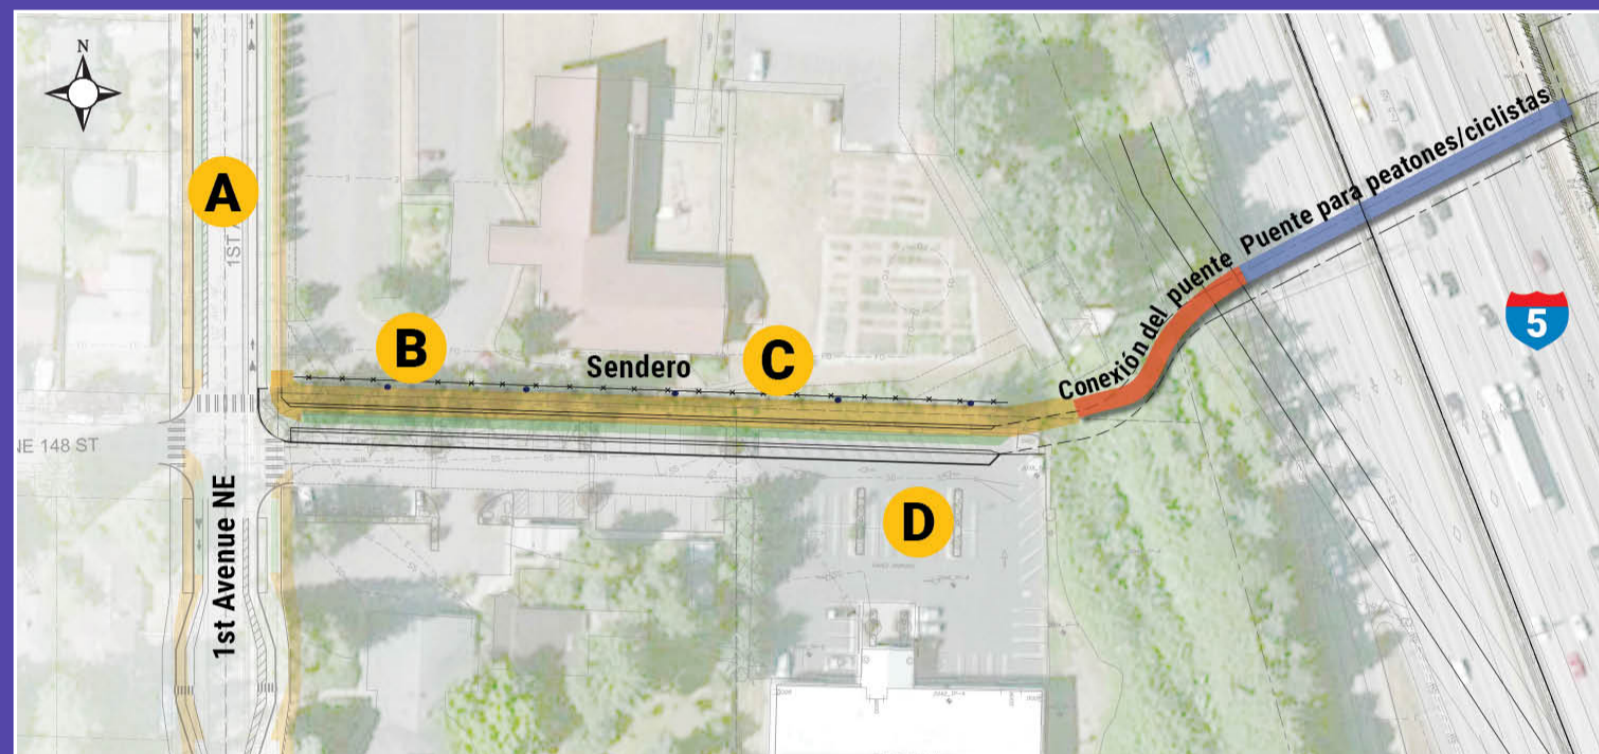 N
A
1ST
B
Sendero
C
Conexión del puente
Puente para peatones/ciclistas
5
NE 148 ST
1st Avenue NE
D